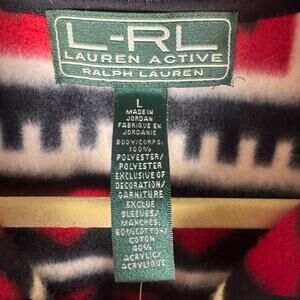 L-RL
LAUREN ACTIVE
RALPH LAUREN
L
MADE IN
JORDAN
FABRIQUE EN
JORDANIE
BODY/CORPS:
100%
POLYESTER/
POLYESTER
EXCLUSIVE OF
DECORATION/
GARNITURE
EXCLUE
SLEEVES/
MANCHES:
60% COTTON/
COTON
40%
ACRYLIC/